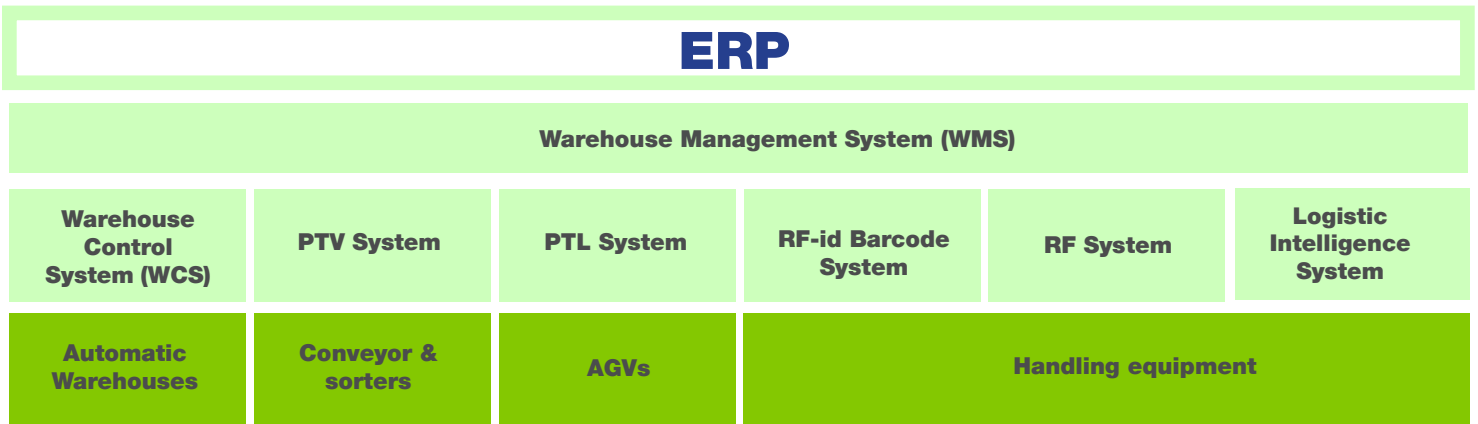 ERP
Warehouse Management System (WMS)
Warehouse
Control
System (WCS)
PTV System
PTL System
RF-id Barcode
System
RF System
Logistic
Intelligence
System
Automatic
Warehouses
Conveyor &
sorters
AGVs
Handling equipment